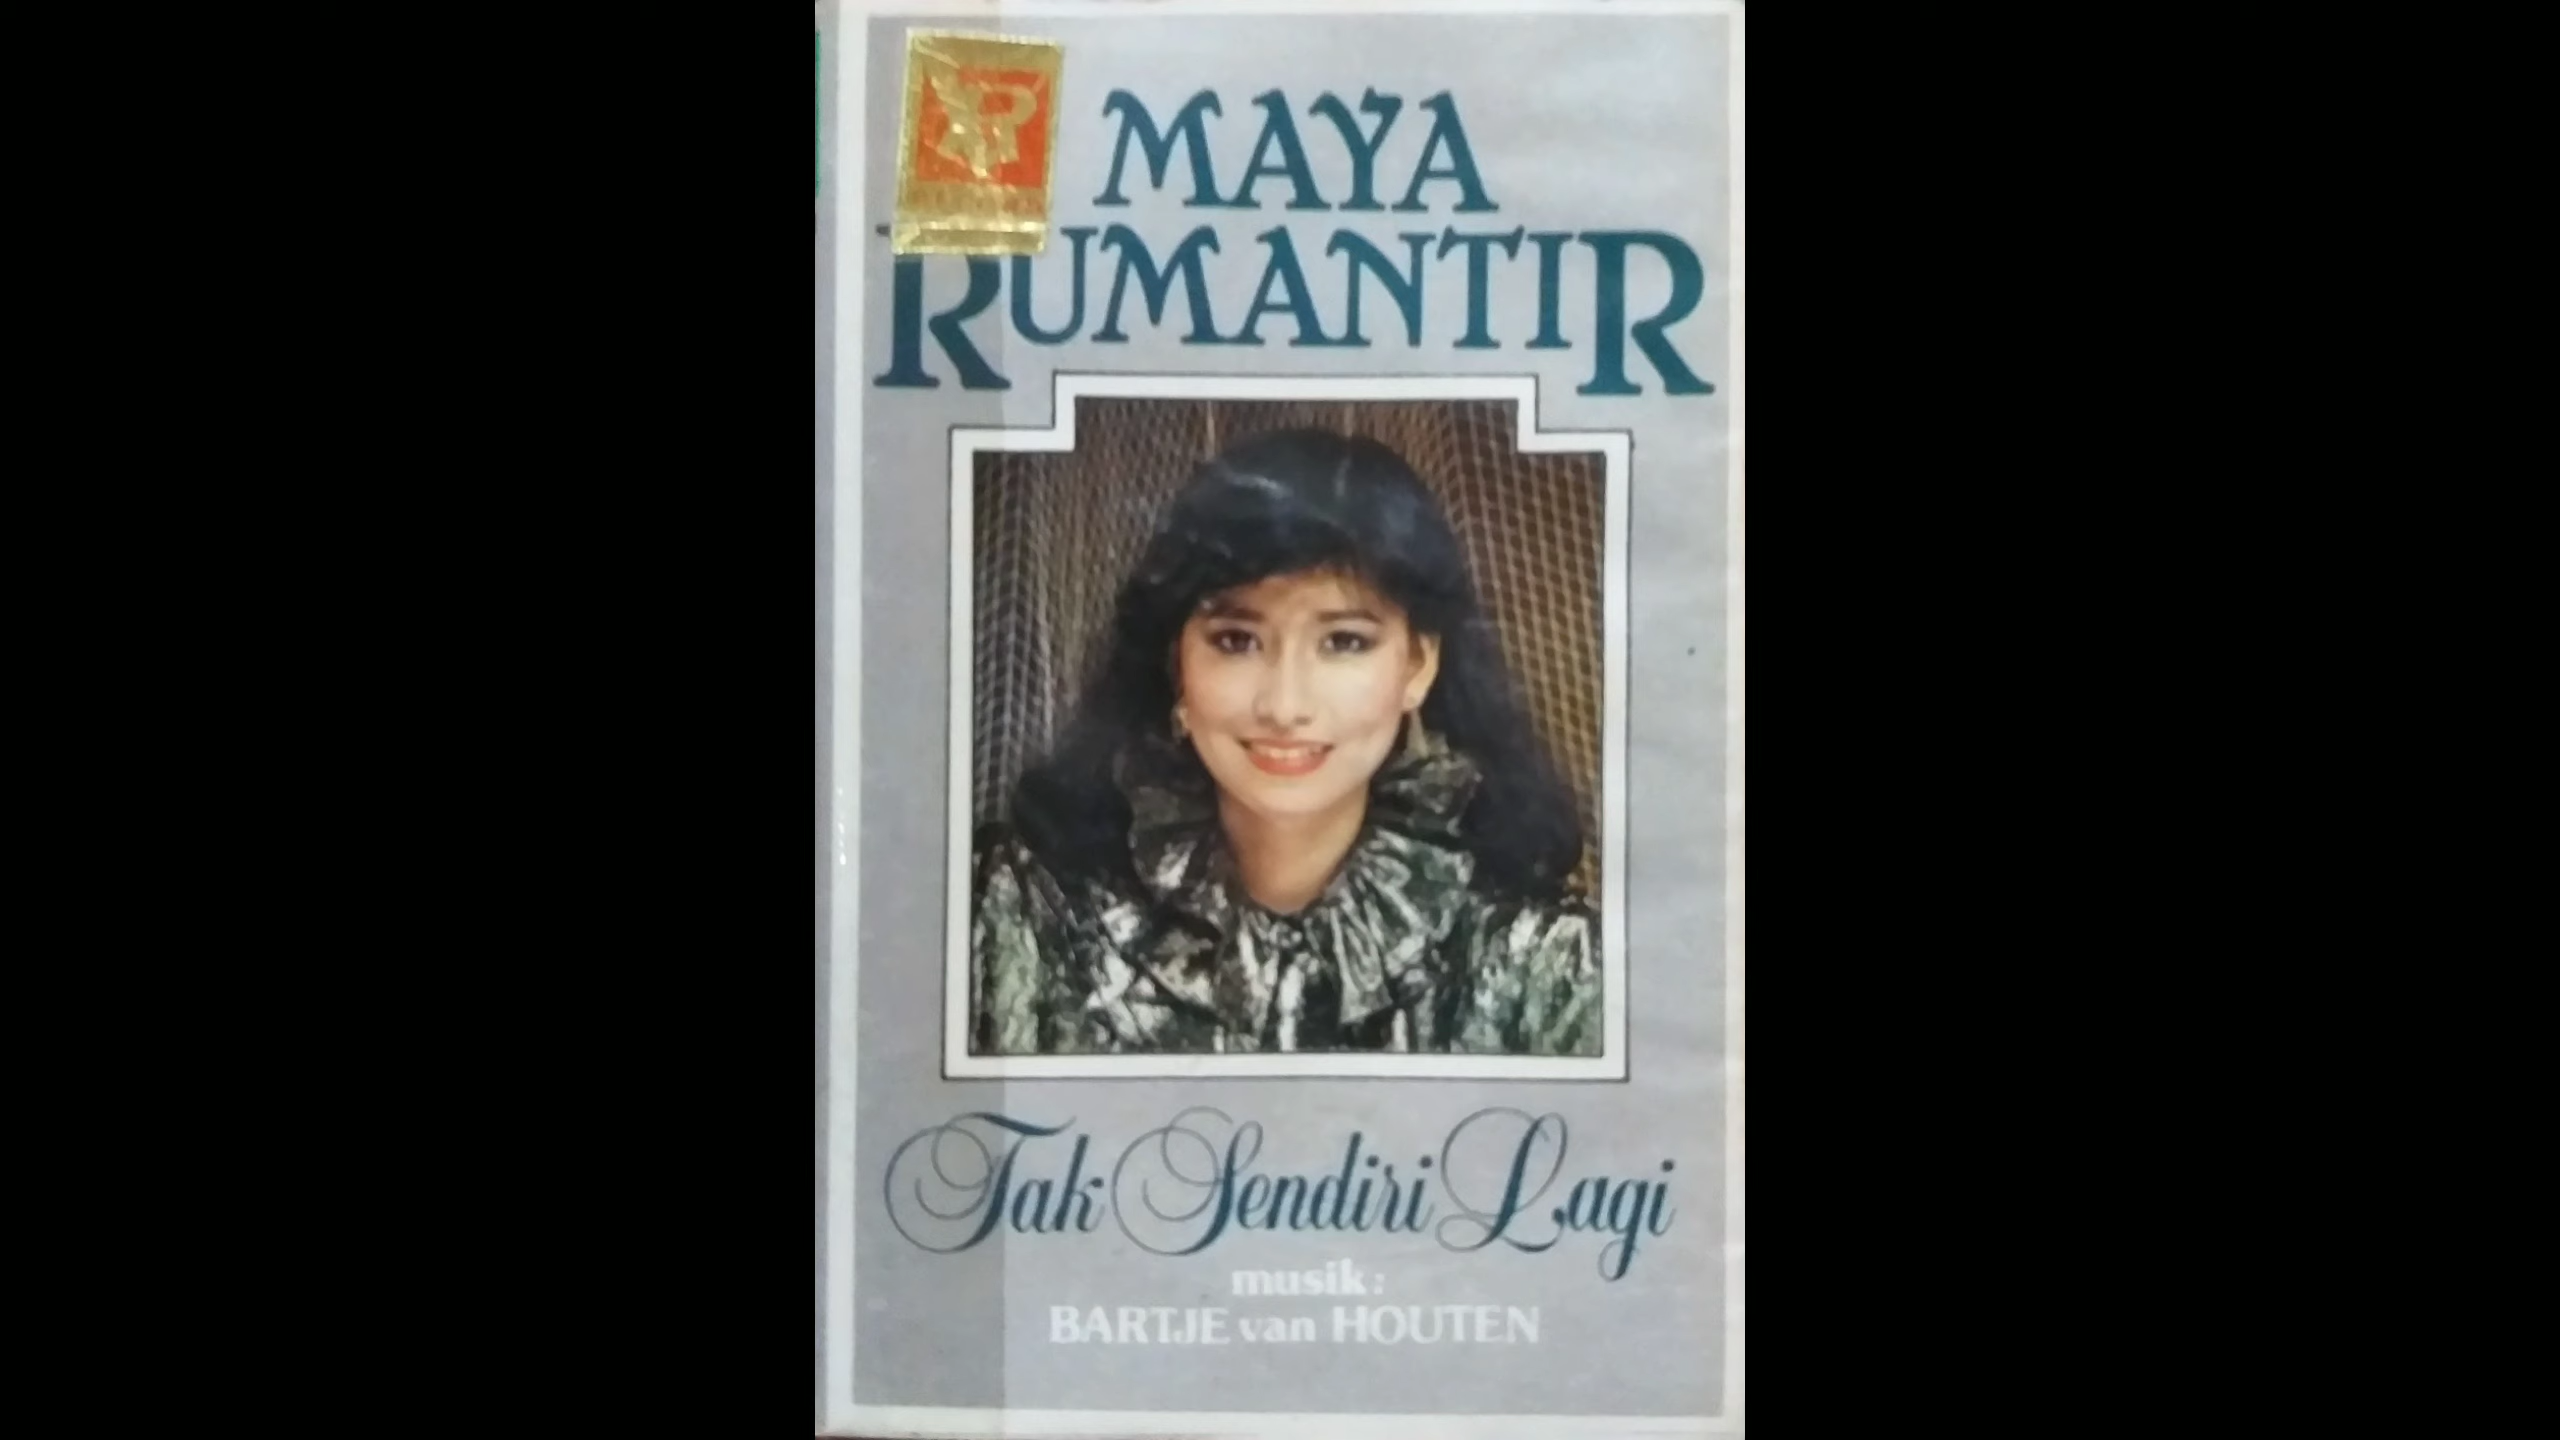 MAYA
RUMANTIR
Tak Sendiri Lagi
musik:
BARTJE van HOUTEN